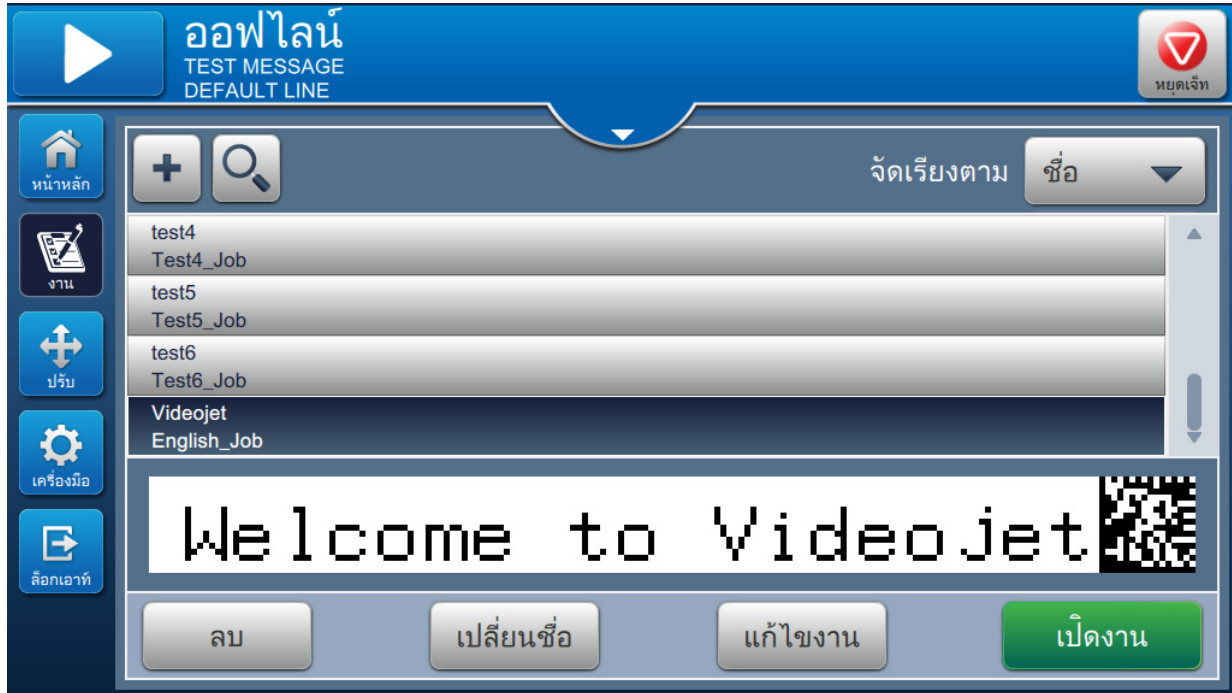 ออฟไลน์
TEST MESSAGE
DEFAULT LINE
หยุดเจ็ท
หน้าหลัก
งาน
ปรับ
เครื่องมือ
ล็อกเอาท์
จัดเรียงตาม
ชื่อ
test4
Test4_Job
test5
Test5_Job
test6
Test6_Job
Videojet
English_Job
Welcome to Videojet
ลบ
เปลี่ยนชื่อ
แก้ไขงาน
เปิดงาน